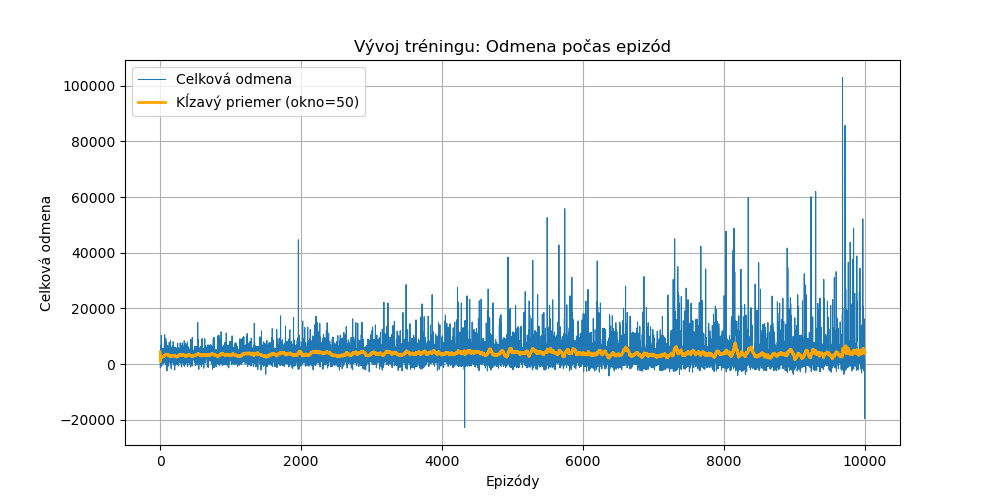 Vývoj tréningu: Odmena počas epizód
Celková odmena
Kĺzavý priemer (okno=50)
Celková odmena
100000
80000
60000
40000
20000
0
−20000
0
2000
4000
6000
8000
10000
Epizódy